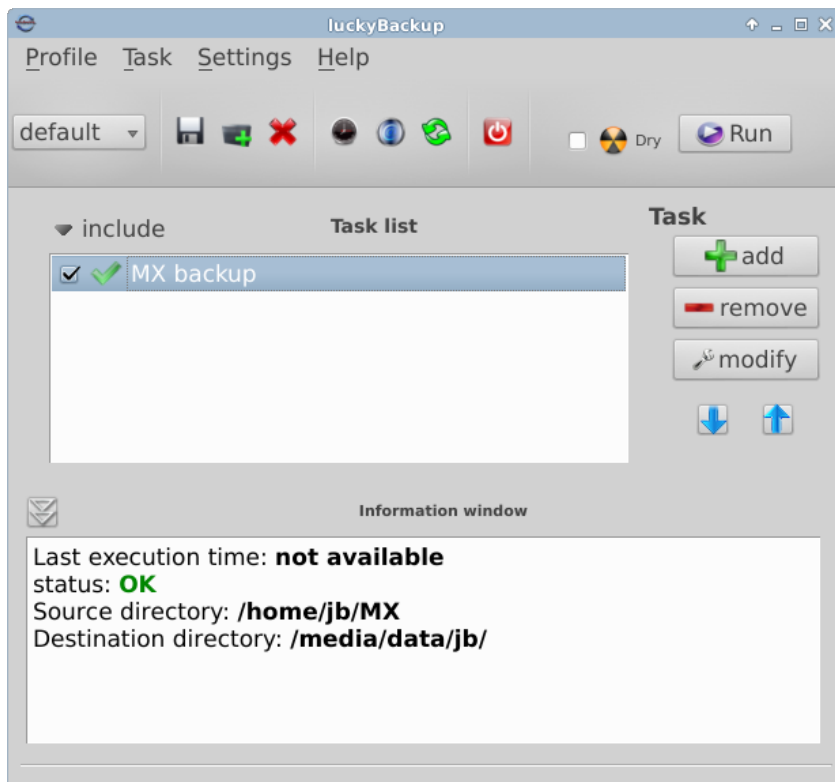 luckyBackup
Profile Task Settings Help
default Dry Run
include Task list Task
MX backup
add
remove
modify
Information window
Last execution time: not available
status: OK
Source directory: /home/jb/MX
Destination directory: /media/data/jb/